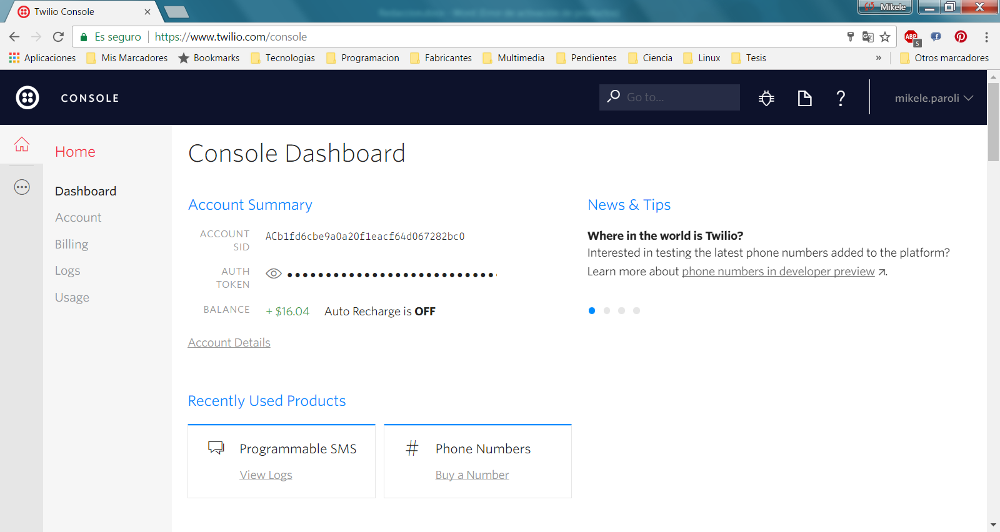 Twilio Console
Mikele
Es seguro https://www.twilio.com/console
ABP
5
Aplicaciones Mis Marcadores Bookmarks Tecnologias Programacion Fabricantes Multimedia Pendientes Ciencia Linux Tesis » Otros marcadores
CONSOLE
Go to...
?
mikele.paroli
Home
Dashboard
Account
Billing
Logs
Usage
Console Dashboard
Account Summary
ACCOUNT SID
ACb1fd6cbe9a0a20f1eacf64d067282bc0
AUTH TOKEN
BALANCE
+ $16.04 Auto Recharge is OFF
Account Details
News & Tips
Where in the world is Twilio?
Interested in testing the latest phone numbers added to the platform?
Learn more about phone numbers in developer preview.
Recently Used Products
Programmable SMS
View Logs
# Phone Numbers
Buy a Number